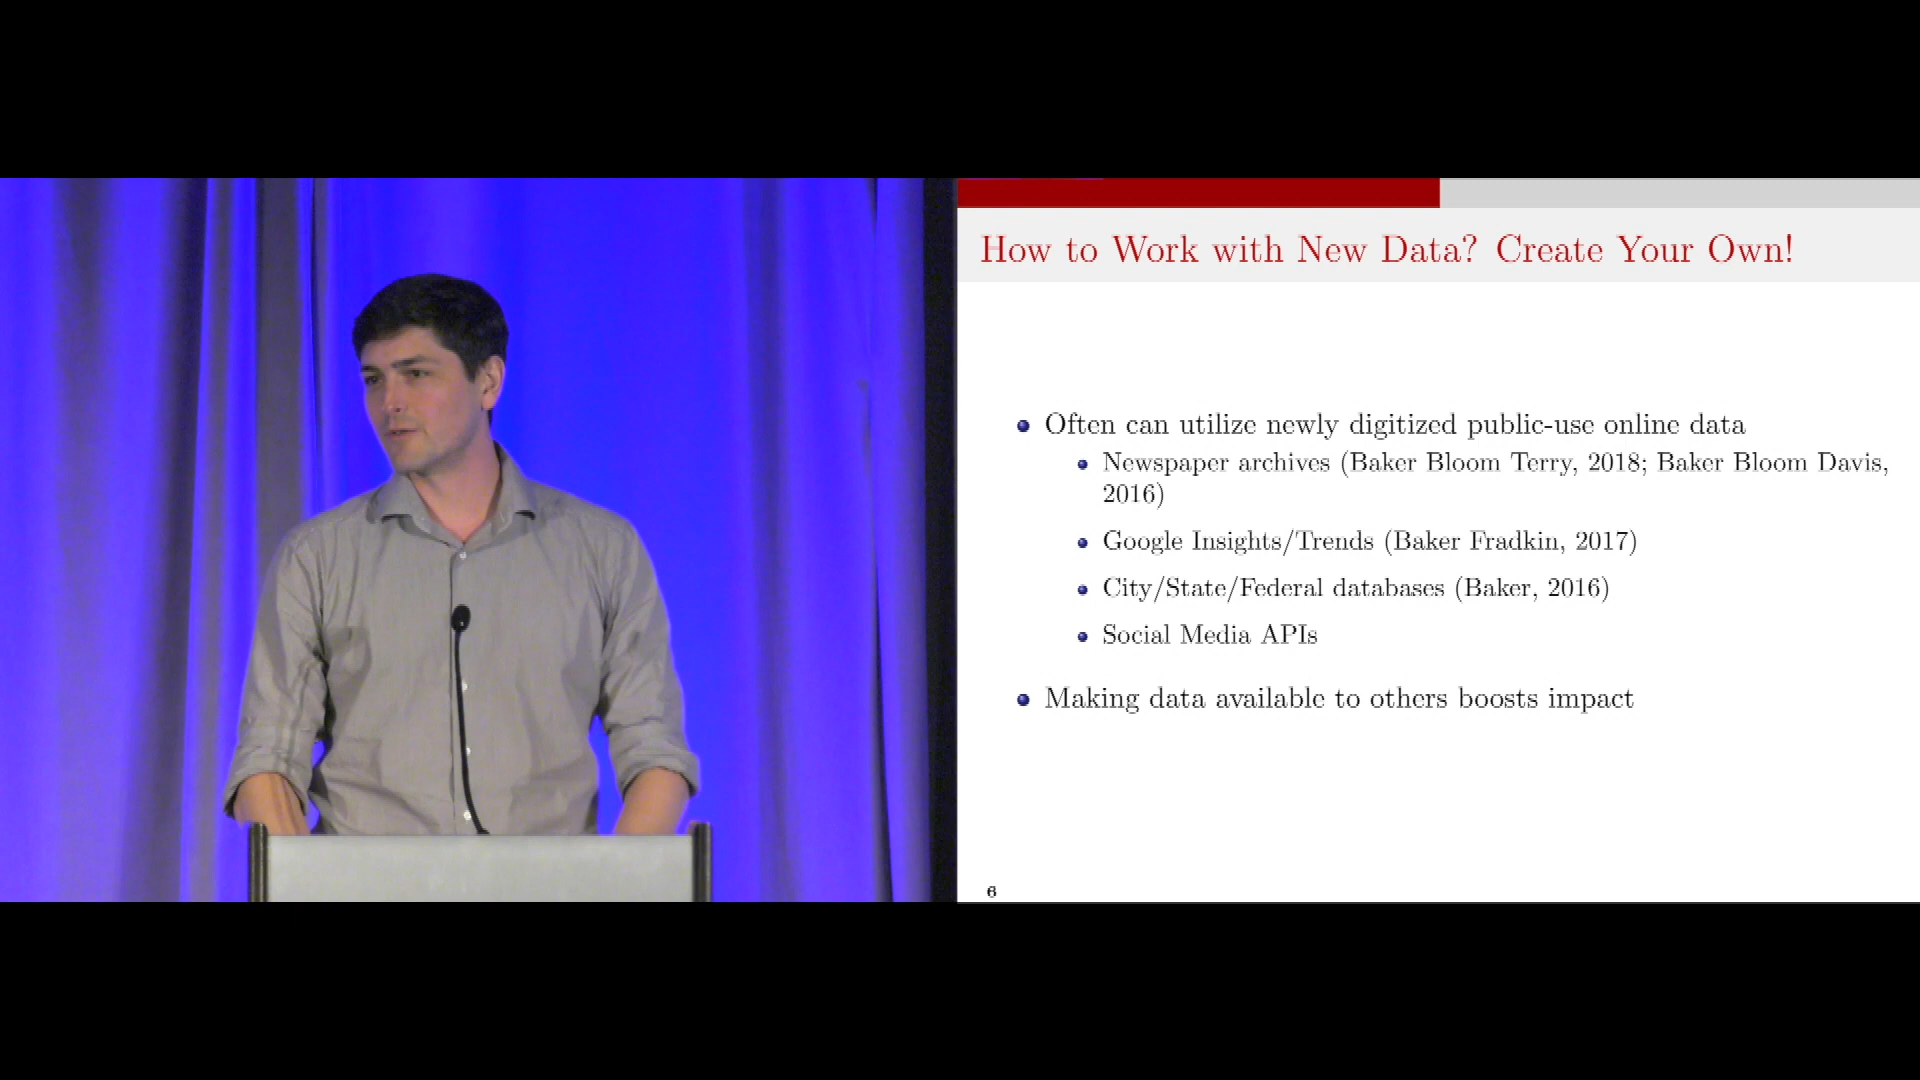 How to Work with New Data? Create Your Own!
Often can utilize newly digitized public-use online data
Newspaper archives (Baker Bloom Terry, 2018; Baker Bloom Davis,
2016)
Google Insights/Trends (Baker Fradkin, 2017)
City/State/Federal databases (Baker, 2016)
Social Media APIs
Making data available to others boosts impact
6